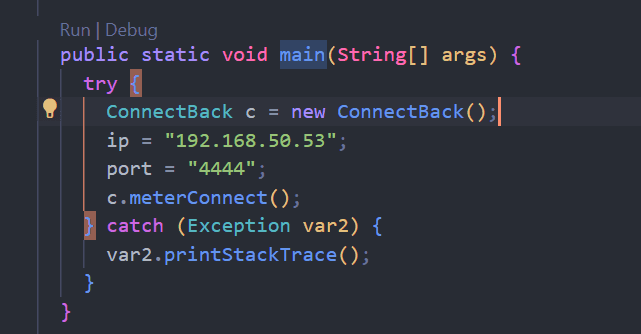 Run | Debug
public static void main(String[] args) {
try {
ConnectBack c = new ConnectBack();
ip = "192.168.50.53";
port = "4444";
c.meterConnect();
} catch (Exception var2) {
var2.printStackTrace();
}
}